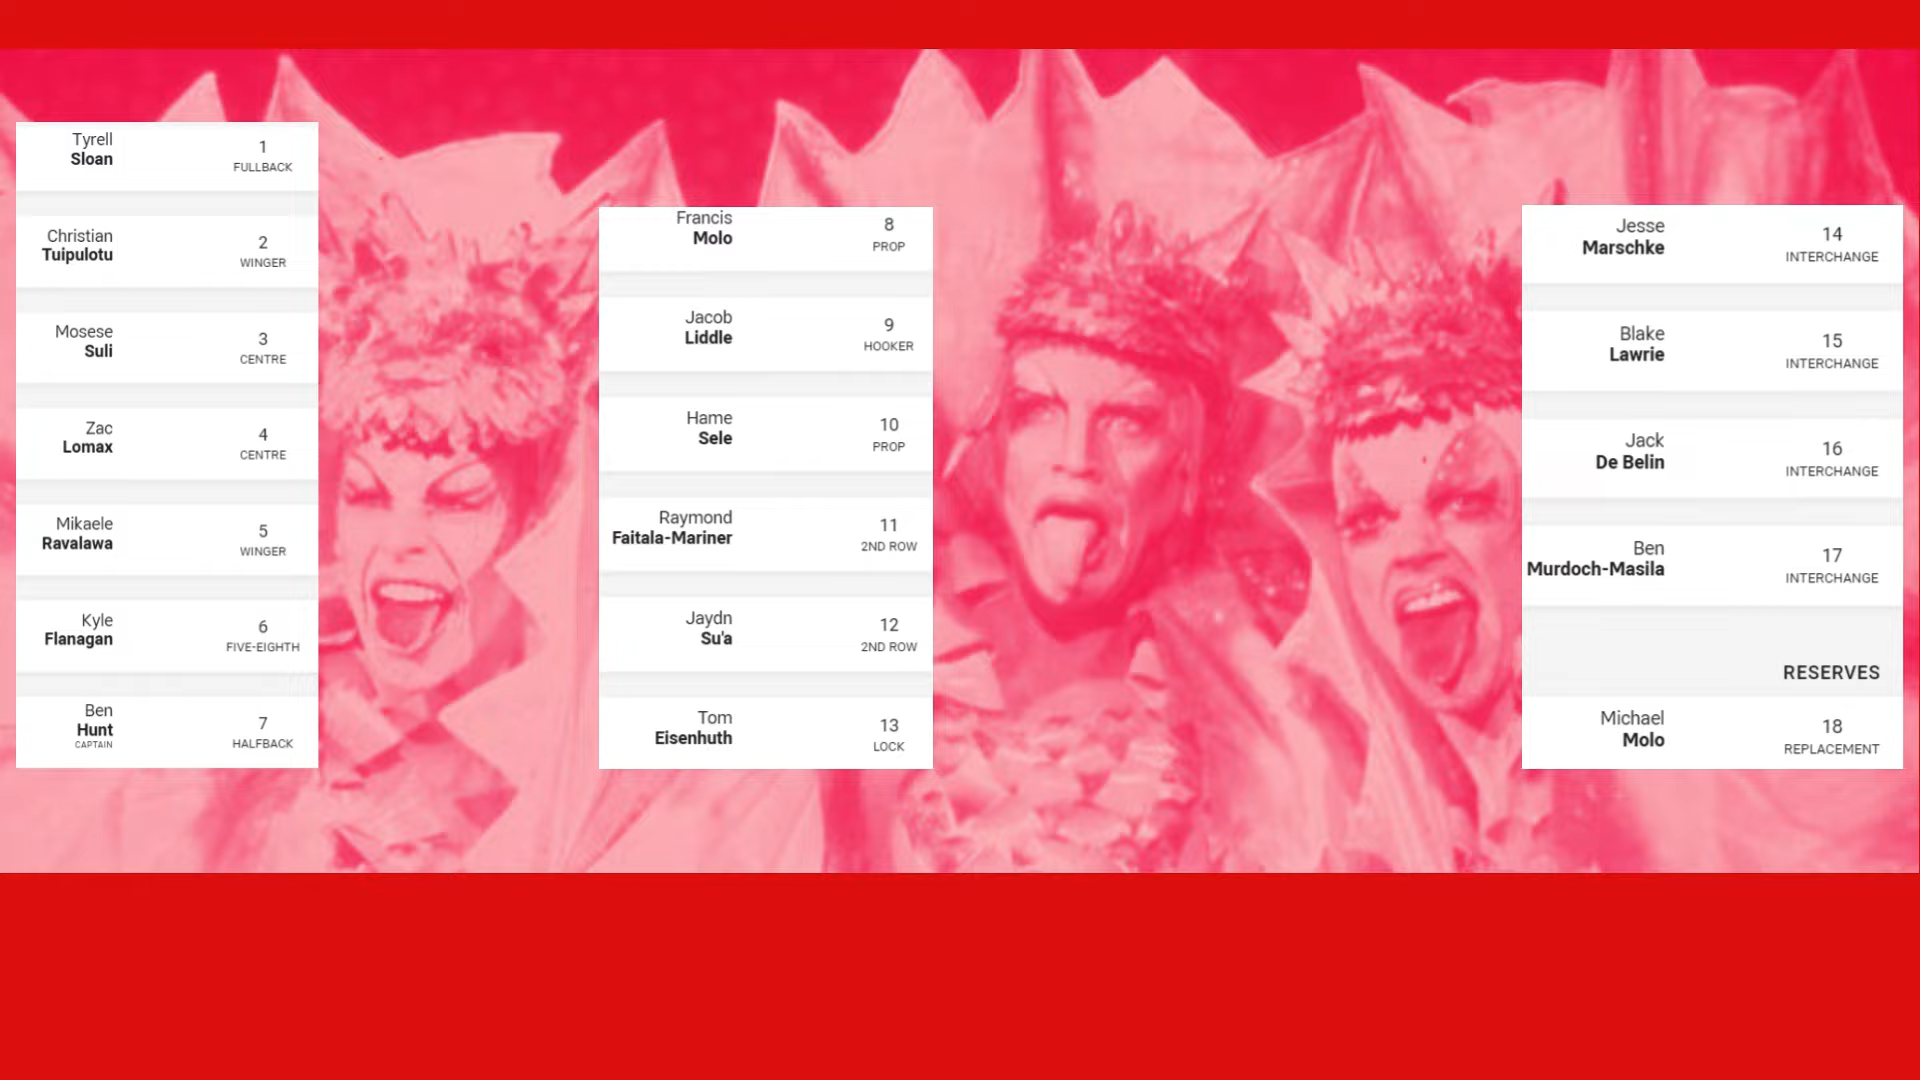 Tyrell
Sloan
1
FULLBACK
Christian
Tuipulotu
2
WINGER
Mosese
Suli
3
CENTRE
Zac
Lomax
4
CENTRE
Mikaele
Ravalawa
5
WINGER
Kyle
Flanagan
6
FIVE-EIGHTH
Ben
Hunt
CAPTAIN
7
HALFBACK
Francis
Molo
8
PROP
Jacob
Liddle
9
HOOKER
Hame
Sele
10
PROP
Raymond
Faitala-Mariner
11
2ND ROW
Jaydn
Su'a
12
2ND ROW
Tom
Eisenhuth
13
LOCK
Jesse
Marschke
14
INTERCHANGE
Blake
Lawrie
15
INTERCHANGE
Jack
De Belin
16
INTERCHANGE
Ben
Murdoch-Masila
17
INTERCHANGE
RESERVES
Michael
Molo
18
REPLACEMENT